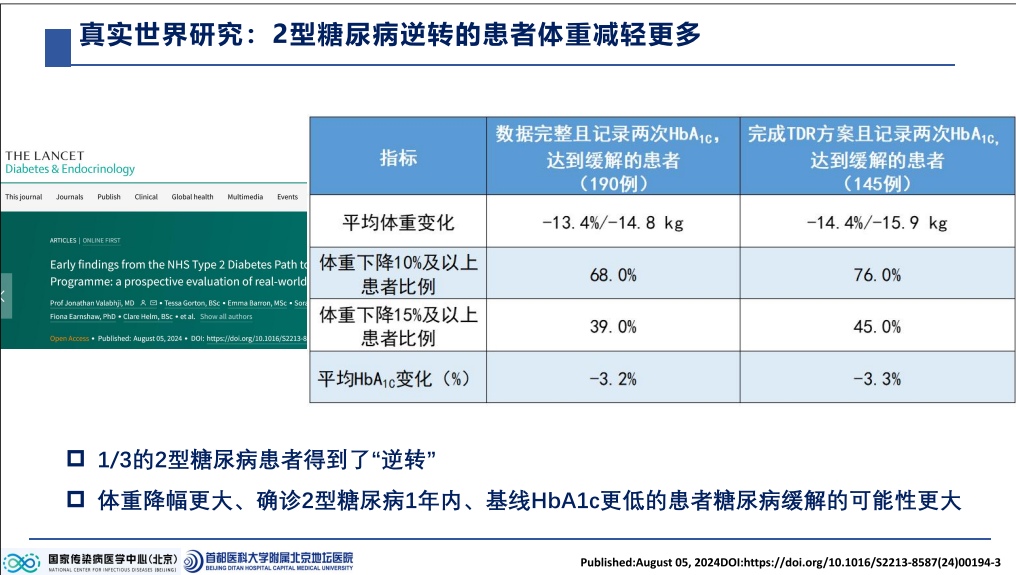 真实世界研究：2型糖尿病逆转的患者体重减轻更多
THE LANCET
Diabetes & Endocrinology
This journal Journals Publish Clinical Global health Multimedia Events
ARTICLES | ONLINE FIRST
Early findings from the NHS Type 2 Diabetes Path to
Programme: a prospective evaluation of real-world
Prof Jonathan Valabhji, MD • Tessa Gorton, BSc • Emma Barron, MSc • Sora
Fiona Earnshaw, PhD • Clare Helm, BSc • et al. Show all authors
Open Access • Published: August 05, 2024 • DOI: https://doi.org/10.1016/S2213-8
指标
数据完整且记录两次HbA1C，
达到缓解的患者
（190例）
完成TDR方案且记录两次HbA1C,
达到缓解的患者
（145例）
平均体重变化
-13.4%/-14.8 kg
-14.4%/-15.9 kg
体重下降10%及以上
患者比例
68.0%
76.0%
体重下降15%及以上
患者比例
39.0%
45.0%
平均HbA1C变化（%）
-3.2%
-3.3%
1/3的2型糖尿病患者得到了“逆转”
体重降幅更大、确诊2型糖尿病1年内、基线HbA1c更低的患者糖尿病缓解的可能性更大
国家传染病医学中心(北京)
NATIONAL CENTER FOR INFECTIOUS DISEASES (BEIJING)
首都医科大学附属北京地坛医院
BEIJING DITAN HOSPITAL CAPITAL MEDICAL UNIVERSITY
Published:August 05, 2024DOI:https://doi.org/10.1016/S2213-8587(24)00194-3